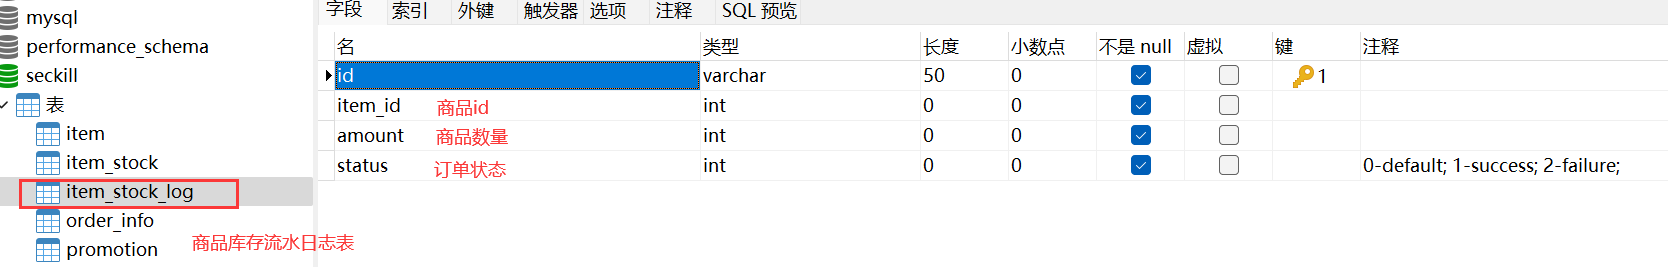 mysql
performance_schema
seckill
表
item
item_stock
item_stock_log
order_info
promotion
商品库存流水日志表
字段 索引 外键 触发器 选项 注释 SQL 预览
名 类型 长度 小数点 不是 null 虚拟 键 注释
id varchar 50 0 1
item_id 商品id int 0 0
amount 商品数量 int 0 0
status 订单状态 int 0 0 0-default; 1-success; 2-failure;